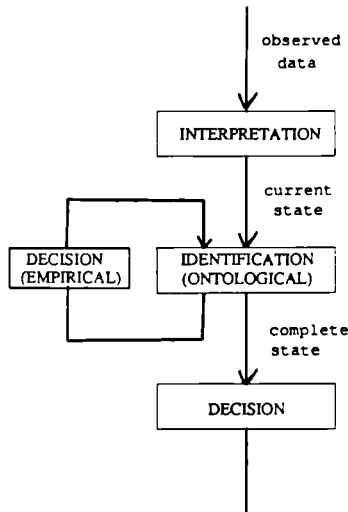 observed
data
INTERPRETATION
current
state
DECISION
(EMPIRICAL)
IDENTIFICATION
(ONTOLOGICAL)
complete
state
DECISION